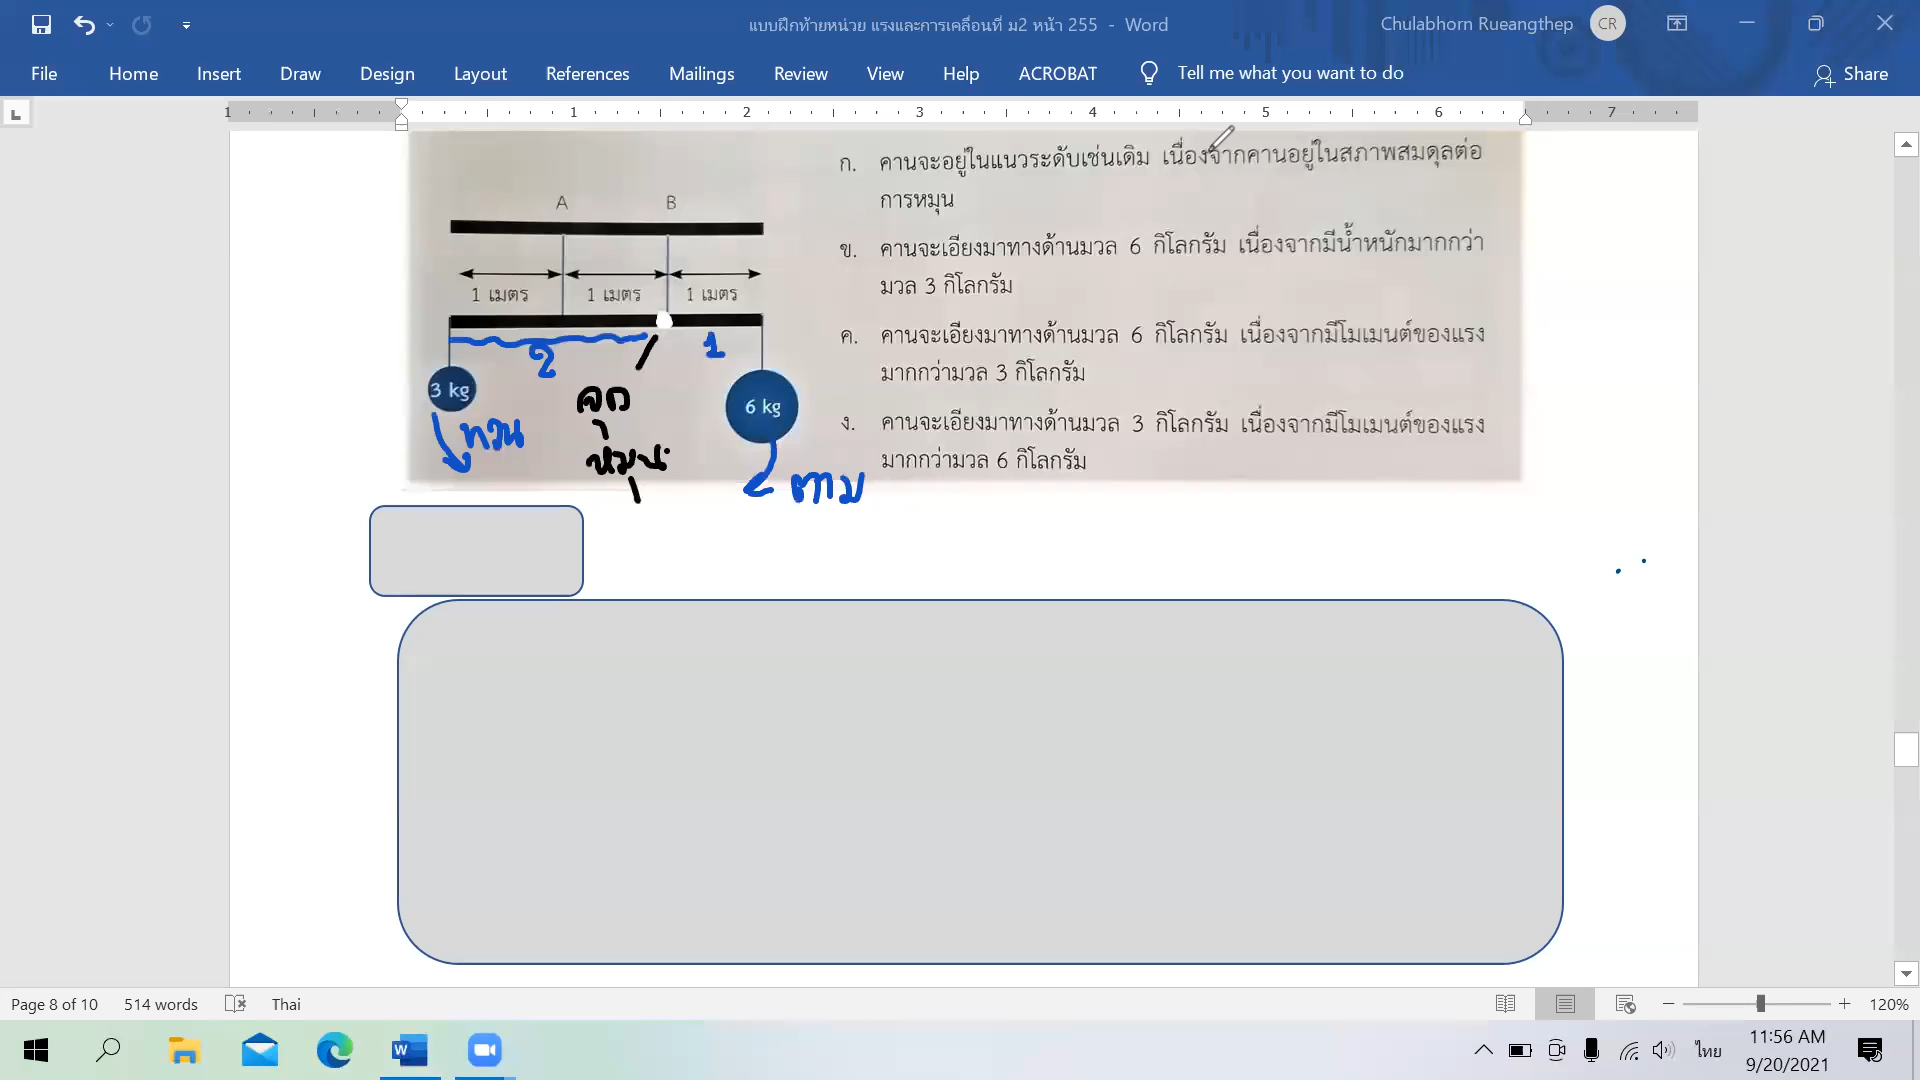 แบบฝึกท้ายหน่วย แรงและการเคลื่อนที่ ม2 หน้า 255 - Word
Chulabhorn Rueangthep
CR
File
Home
Insert
Draw
Design
Layout
References
Mailings
Review
View
Help
ACROBAT
Tell me what you want to do
Share
1 1 2 3 4 5 6 7
ก. คานจะอยู่ในแนวระดับเช่นเดิม เนื่องจากคานอยู่ในสภาพสมดุลต่อ
การหมุน
ข. คานจะเอียงมาทางด้านมวล 6 กิโลกรัม เนื่องจากมีน้ำหนักมากกว่า
มวล 3 กิโลกรัม
ค. คานจะเอียงมาทางด้านมวล 6 กิโลกรัม เนื่องจากมีโมเมนต์ของแรง
มากกว่ามวล 3 กิโลกรัม
ง. คานจะเอียงมาทางด้านมวล 3 กิโลกรัม เนื่องจากมีโมเมนต์ของแรง
มากกว่ามวล 6 กิโลกรัม
A B
1 เมตร 1 เมตร 1 เมตร
2 1
3 kg
6 kg
ทวน
จุด
หมุน
ตาม
Page 8 of 10
514 words
Thai
120%
ไทย
11:56 AM
9/20/2021